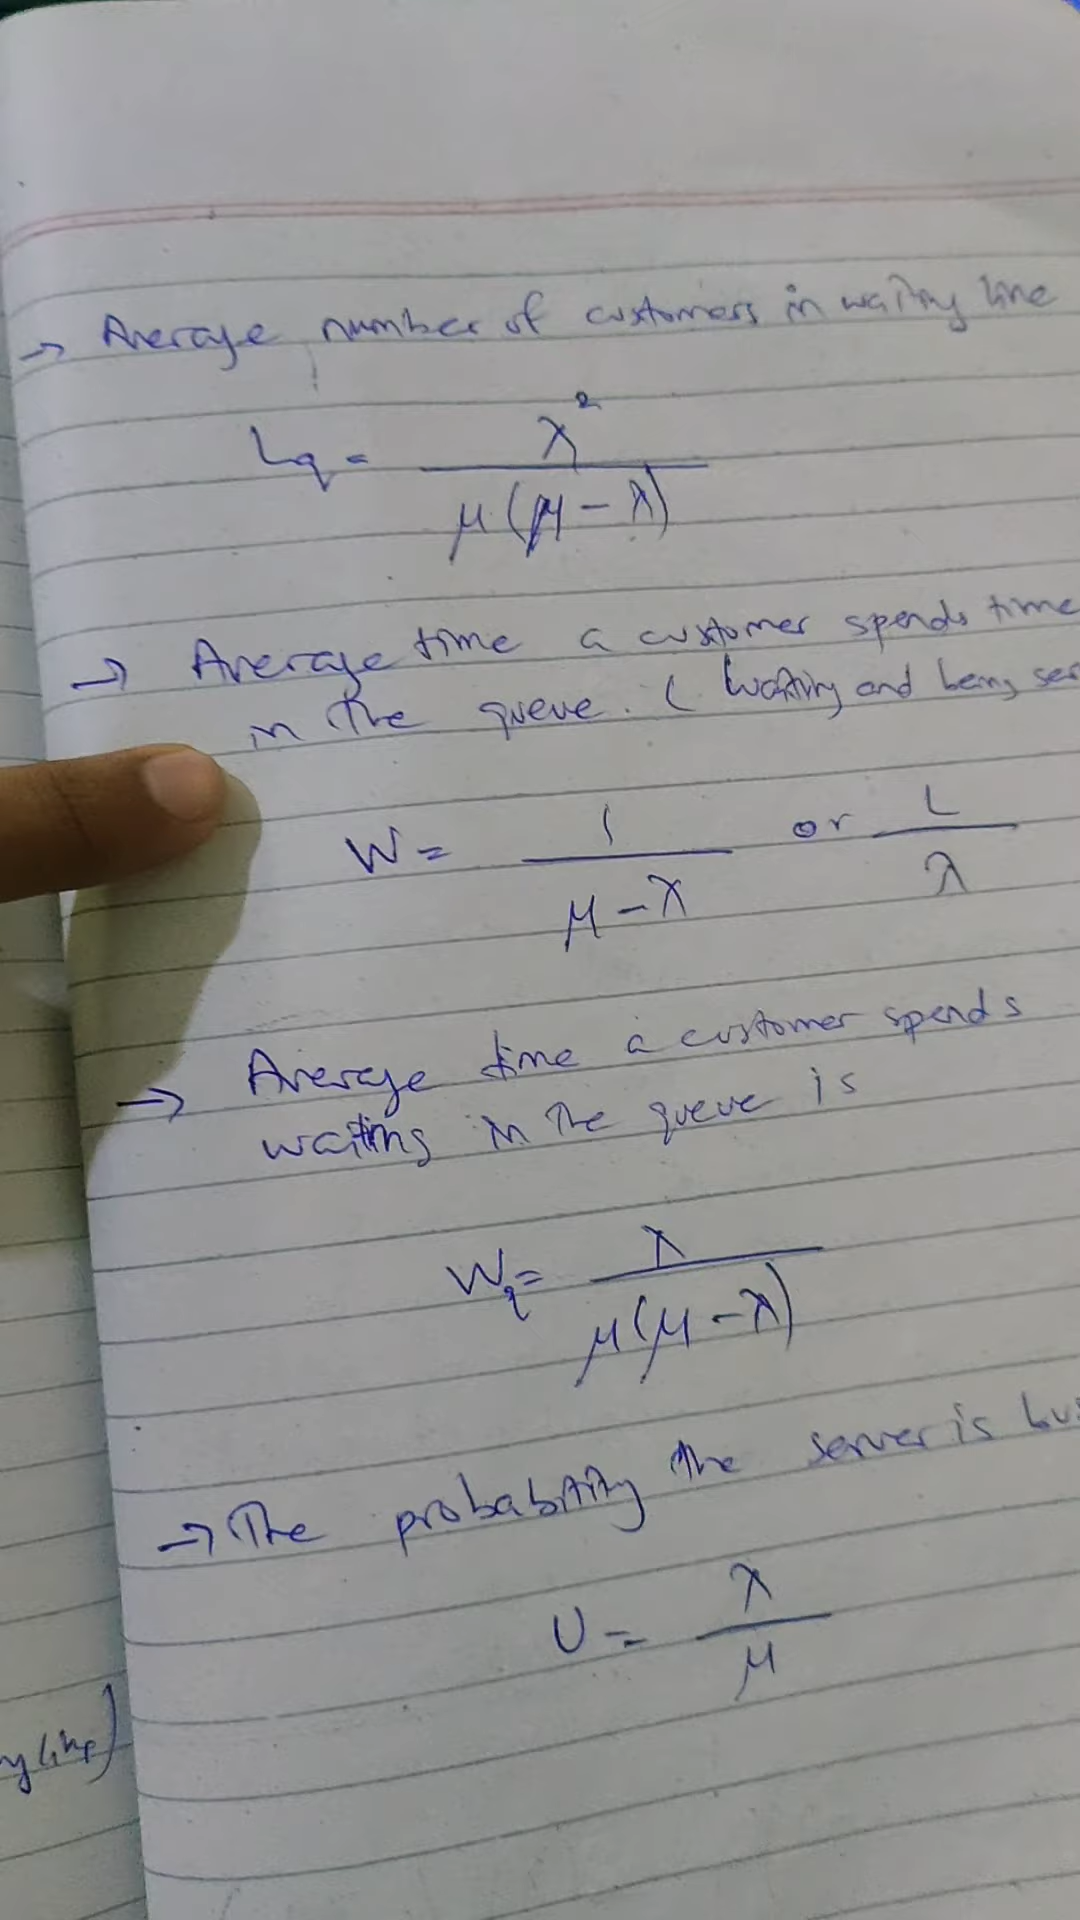 → Average number of customers in waiting line
Lq = λ² / μ(μ - λ)
→ Average time a customer spends time
in the queue. ( Waiting and being ser
W = 1 / μ - λ or L / λ
→ Average time a customer spends
waiting in the queue is
Wq = λ / μ(μ - λ)
→ The probability the server is bus
U = λ / μ